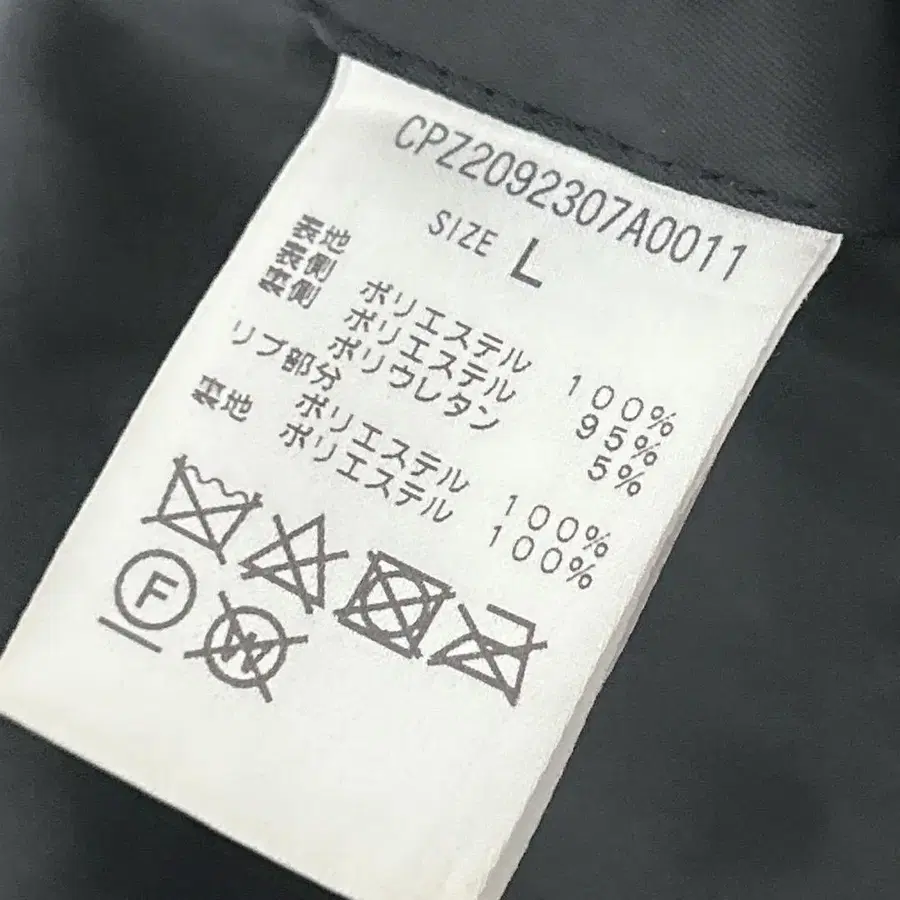 CPZ2092307A0011
SIZE L
表地
表側 ポリエステル 100%
裏側 ポリエステル 95%
ポリウレタン 5%
リブ部分
ポリエステル 100%
裏地 ポリエステル 100%
F
W